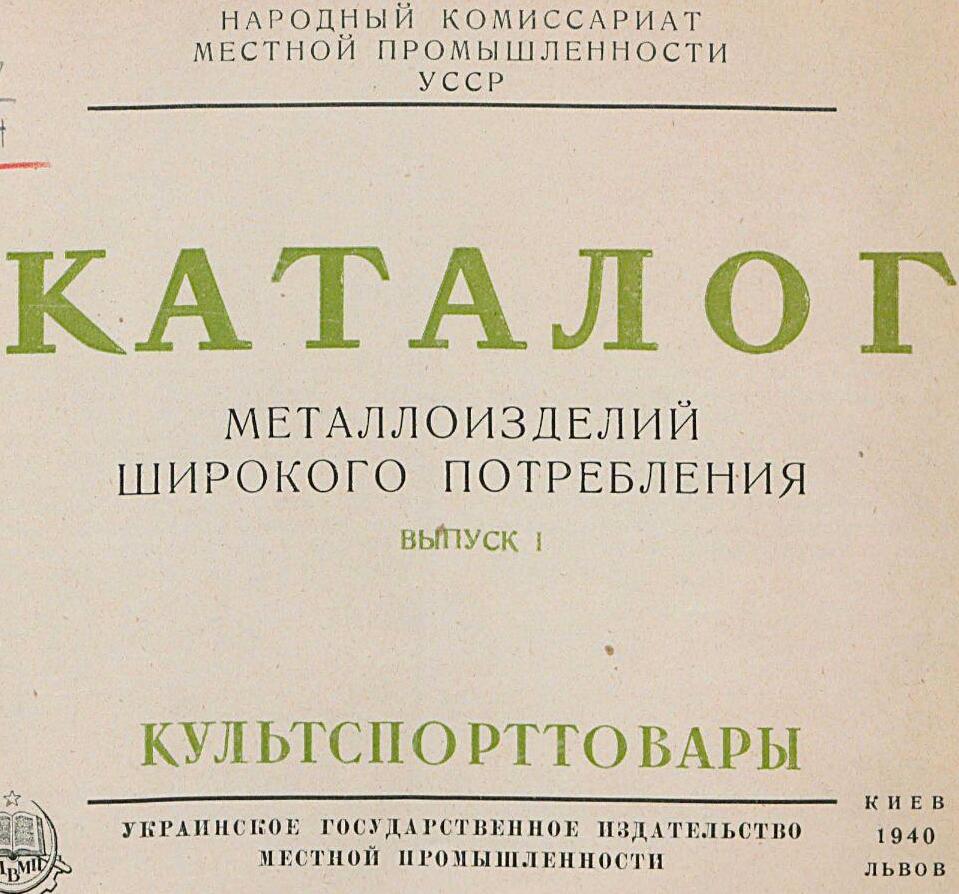 НАРОДНЫЙ КОМИССАРИАТ
МЕСТНОЙ ПРОМЫШЛЕННОСТИ
УССР
КАТАЛОГ
МЕТАЛЛОИЗДЕЛИЙ
ШИРОКОГО ПОТРЕБЛЕНИЯ
ВЫПУСК I
КУЛЬТСПОРТТОВАРЫ
УКРАИНСКОЕ ГОСУДАРСТВЕННОЕ ИЗДАТЕЛЬСТВО
МЕСТНОЙ ПРОМЫШЛЕННОСТИ
КИЕВ
1940
ЛЬВОВ